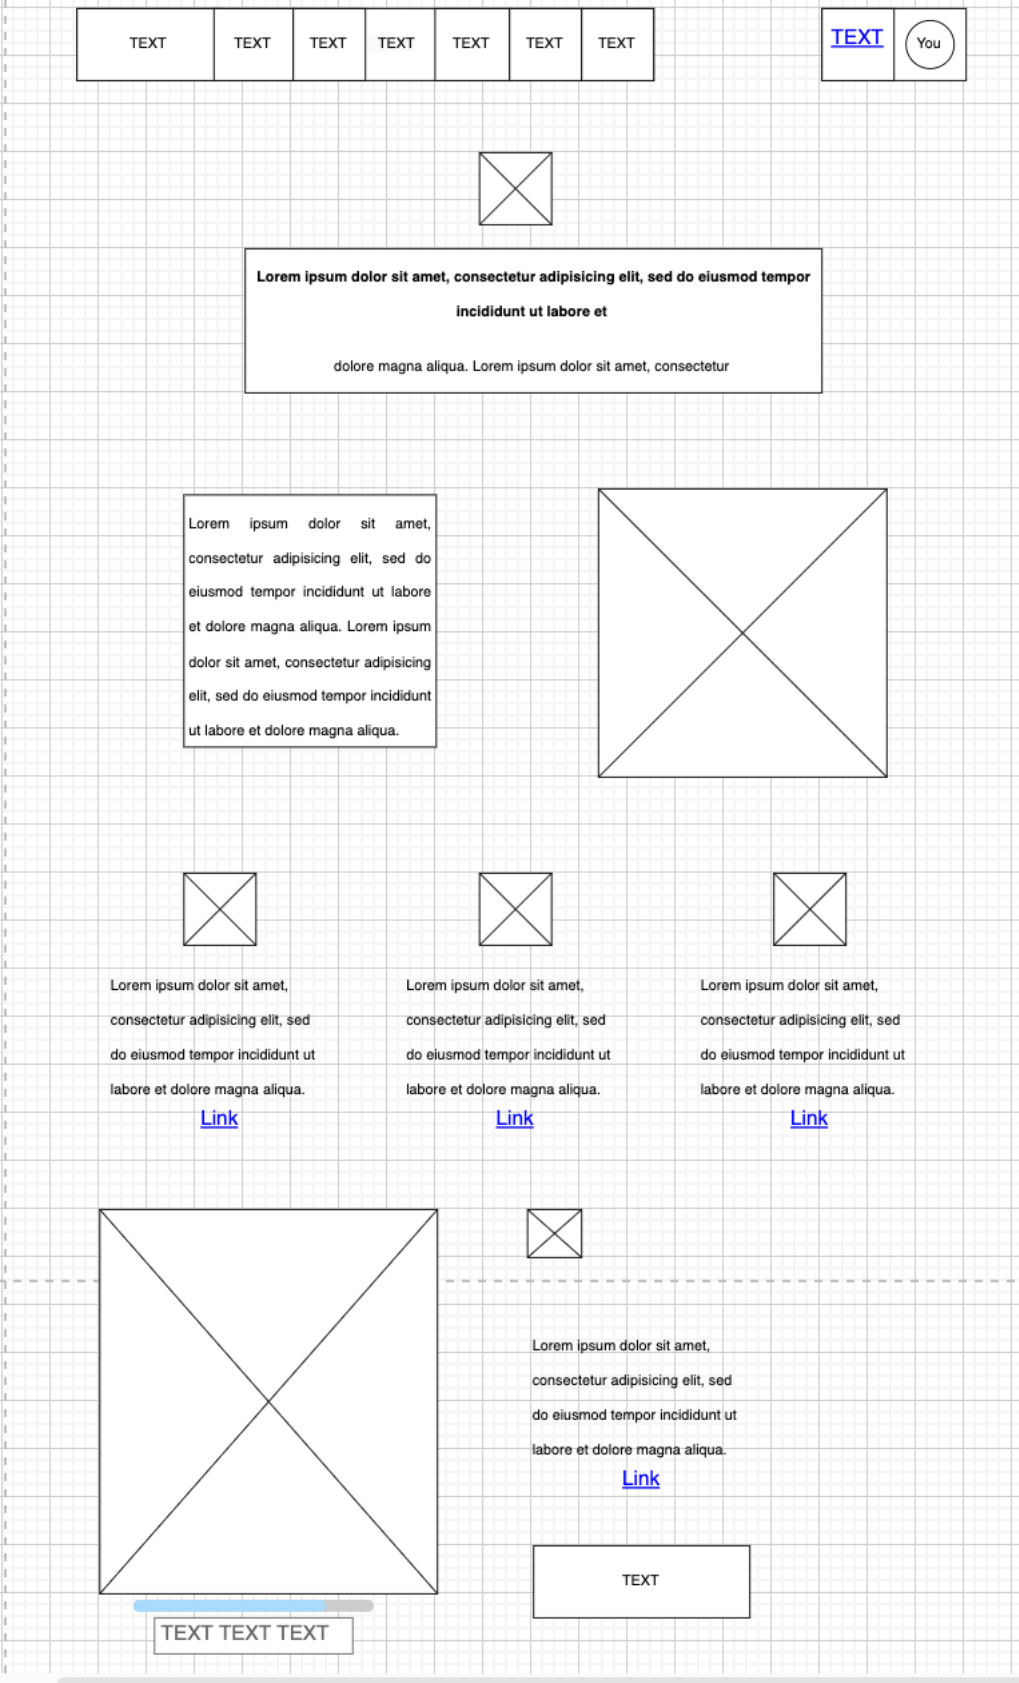 TEXT TEXT TEXT TEXT TEXT TEXT TEXT TEXT You
Lorem ipsum dolor sit amet, consectetur adipisicing elit, sed do eiusmod tempor
incididunt ut labore et
dolore magna aliqua. Lorem ipsum dolor sit amet, consectetur
Lorem ipsum dolor sit amet,
consectetur adipisicing elit, sed do
eiusmod tempor incididunt ut labore
et dolore magna aliqua. Lorem ipsum
dolor sit amet, consectetur adipisicing
elit, sed do eiusmod tempor incididunt
ut labore et dolore magna aliqua.
Lorem ipsum dolor sit amet,
consectetur adipisicing elit, sed
do eiusmod tempor incididunt ut
labore et dolore magna aliqua.
Link
Lorem ipsum dolor sit amet,
consectetur adipisicing elit, sed
do eiusmod tempor incididunt ut
labore et dolore magna aliqua.
Link
Lorem ipsum dolor sit amet,
consectetur adipisicing elit, sed
do eiusmod tempor incididunt ut
labore et dolore magna aliqua.
Link
Lorem ipsum dolor sit amet,
consectetur adipisicing elit, sed
do eiusmod tempor incididunt ut
labore et dolore magna aliqua.
Link
TEXT
TEXT TEXT TEXT